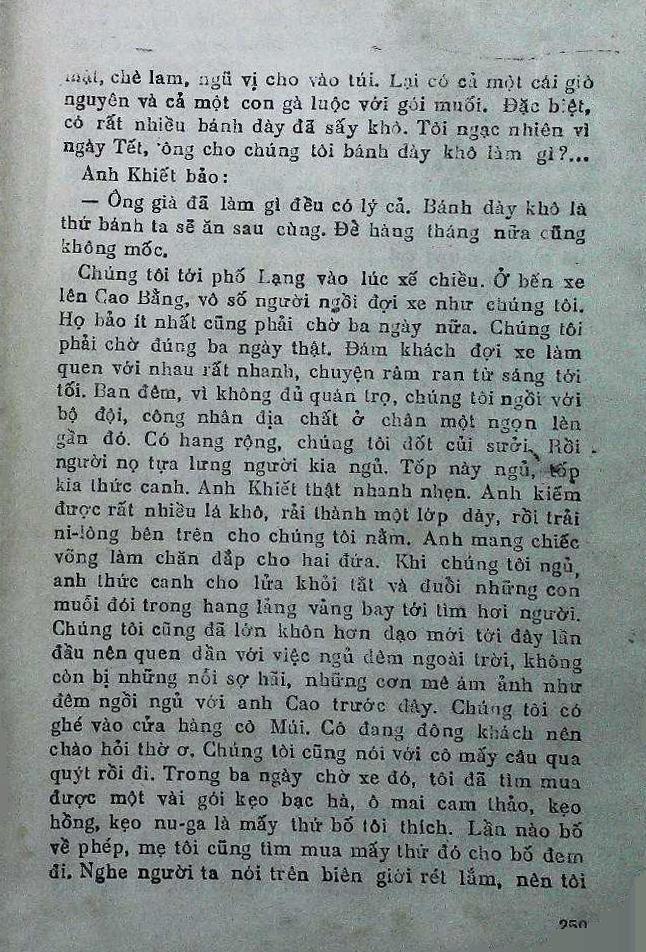 mật, chè lam, ngũ vị cho vào túi. Lại có cả một cái giò
nguyên và cả một con gà luộc với gói muối. Đặc biệt,
có rất nhiều bánh dày đã sấy khô. Tôi ngạc nhiên vì
ngày Tết, ông cho chúng tôi bánh dày khô làm gì?...
Anh Khiết bảo:
— Ông già đã làm gì đều có lý cả. Bánh dày khô là
thứ bánh ta sẽ ăn sau cùng. Để hàng tháng nữa cũng
không mốc.
Chúng tôi tới phố Lạng vào lúc xế chiều. Ở bến xe
lên Cao Bằng, vô số người ngồi đợi xe như chúng tôi.
Họ bảo ít nhất cũng phải chờ ba ngày nữa. Chúng tôi
phải chờ đúng ba ngày thật. Đám khách đợi xe làm
quen với nhau rất nhanh, chuyện râm ran từ sáng tới
tối. Ban đêm, vì không đủ quán trọ, chúng tôi ngồi với
bộ đội, công nhân địa chất ở chân một ngọn lèn
gần đó. Có hang rộng, chúng tôi đốt củi sưởi. Rồi
người nọ tựa lưng người kia ngủ. Tốp này ngủ, tốp
kia thức canh. Anh Khiết thật nhanh nhẹn. Anh kiếm
được rất nhiều lá khô, rải thành một lớp dày, rồi trải
ni-lông bên trên cho chúng tôi nằm. Anh mang chiếc
võng làm chăn đắp cho hai đứa. Khi chúng tôi ngủ,
anh thức canh cho lửa khỏi tắt và đuổi những con
muỗi đói trong hang lảng vảng bay tới tìm hơi người.
Chúng tôi cũng đã lớn khôn hơn dạo mới tới đây lần
đầu nên quen dần với việc ngủ đêm ngoài trời, không
còn bị những nỗi sợ hãi, những cơn mê ám ảnh như
đêm ngồi ngủ với anh Cao trước đây. Chúng tôi có
ghé vào cửa hàng cô Múi. Cô đang đông khách nên
chào hỏi thờ ơ. Chúng tôi cũng nói với cô mấy câu qua
quýt rồi đi. Trong ba ngày chờ xe đó, tôi đã tìm mua
được một vài gói kẹo bạc hà, ô mai cam thảo, kẹo
hồng, kẹo nu-ga là mấy thứ bố tôi thích. Lần nào bố
về phép, mẹ tôi cũng tìm mua mấy thứ đó cho bố đem
đi. Nghe người ta nói trên biên giới rét lắm, nên tôi